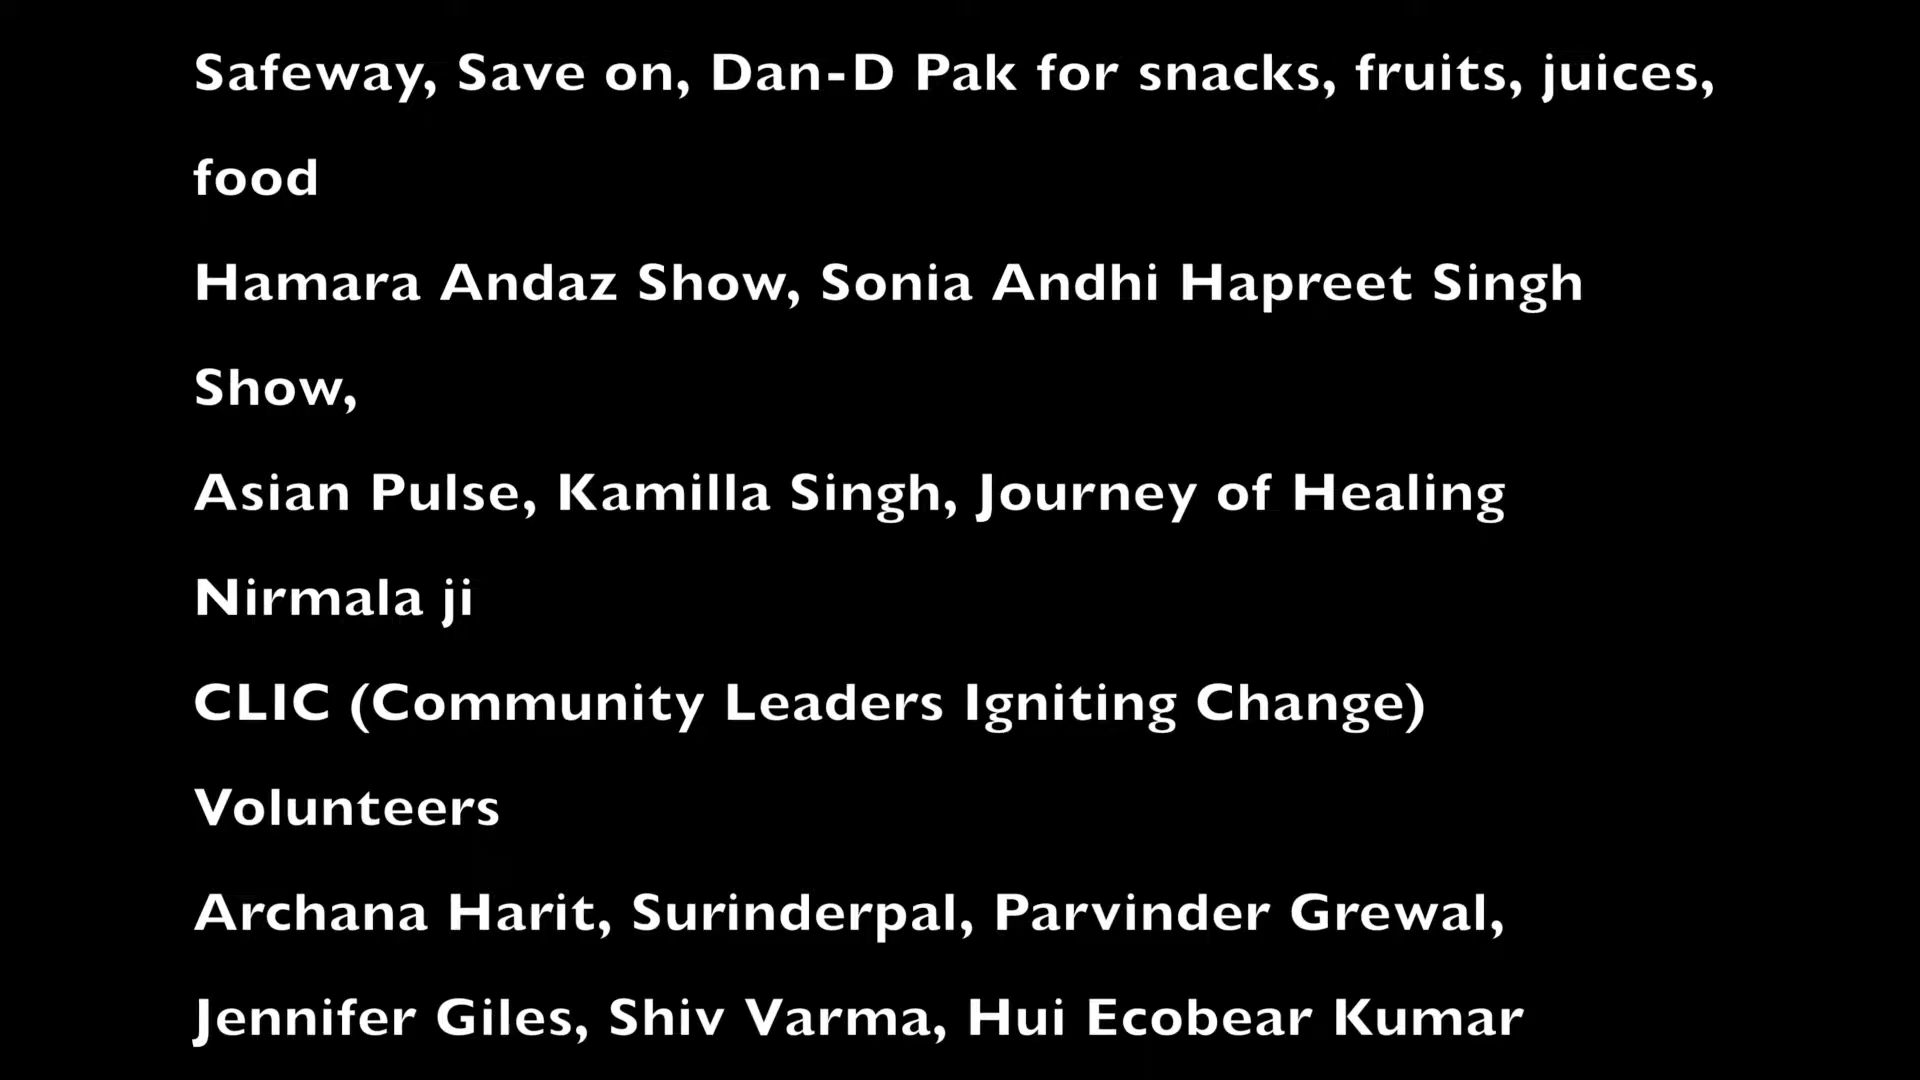 Safeway, Save on, Dan-D Pak for snacks, fruits, juices,
food
Hamara Andaz Show, Sonia Andhi Hapreet Singh
Show,
Asian Pulse, Kamilla Singh, Journey of Healing
Nirmala ji
CLIC (Community Leaders Igniting Change)
Volunteers
Archana Harit, Surinderpal, Parvinder Grewal,
Jennifer Giles, Shiv Varma, Hui Ecobear Kumar